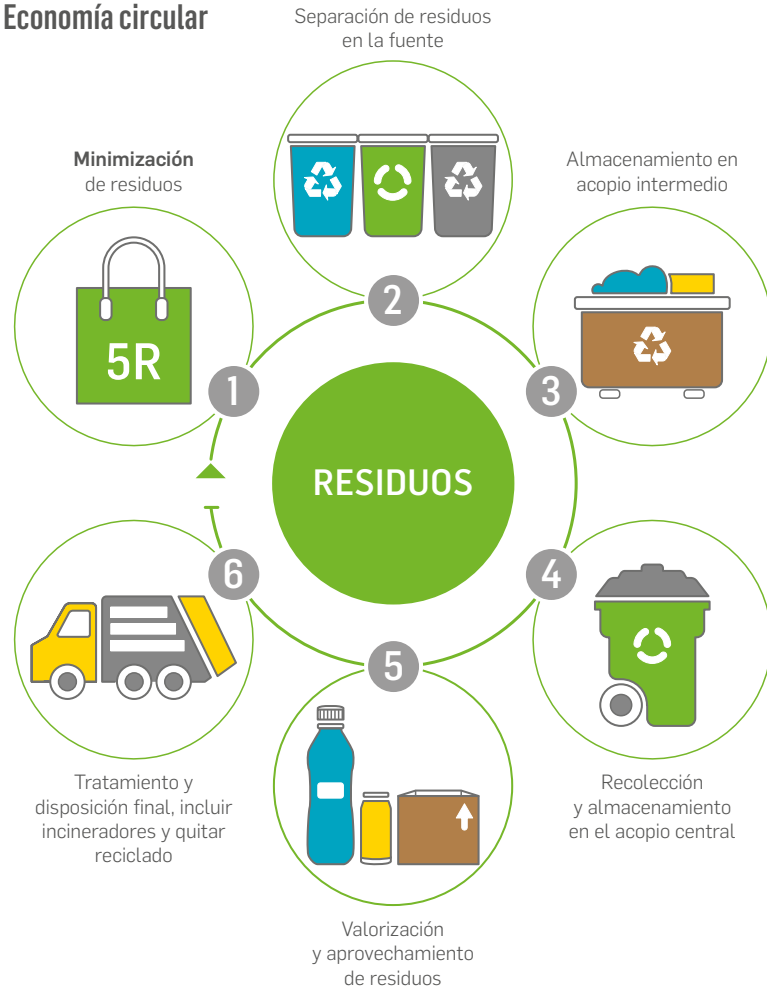 Economía circular
Minimización
de residuos
5R
1
Separación de residuos
en la fuente
2
Almacenamiento en
acopio intermedio
3
RESIDUOS
4
Recolección
y almacenamiento
en el acopio central
5
Valorización
y aprovechamiento
de residuos
6
Tratamiento y
disposición final, incluir
incineradores y quitar
reciclado